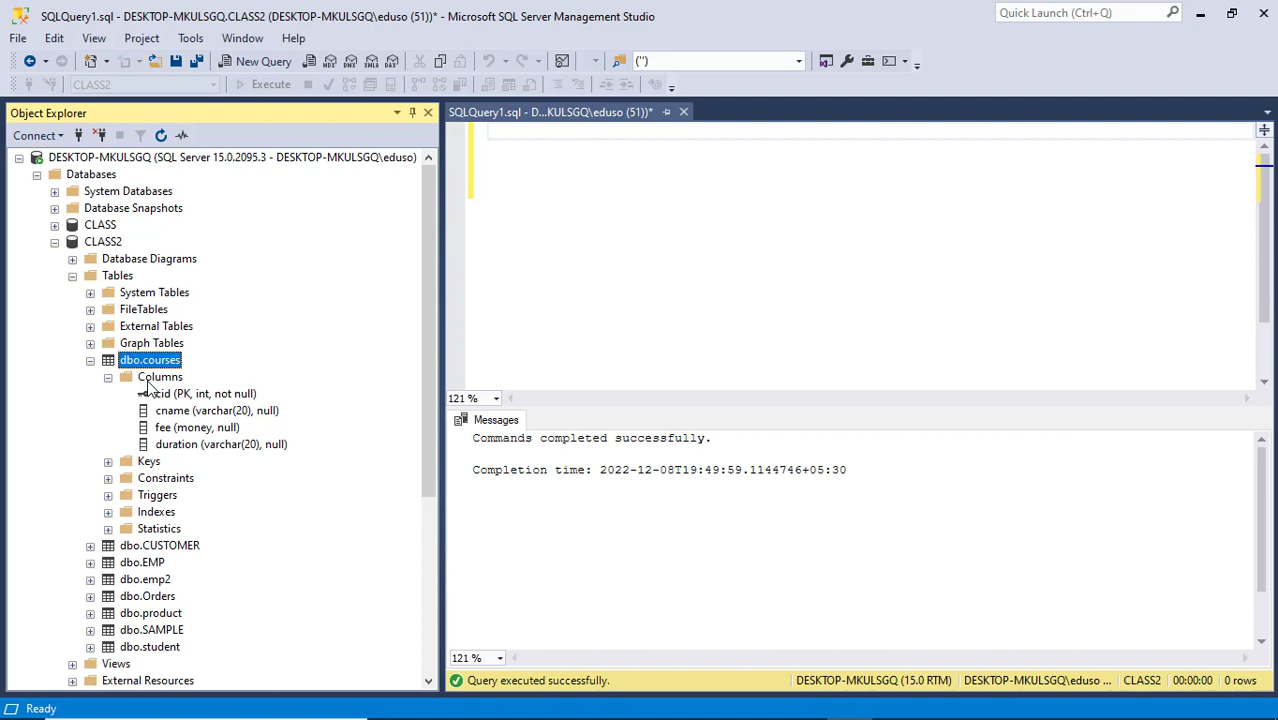 SQLQuery1.sql - DESKTOP-MKULSGQ.CLASS2 (DESKTOP-MKULSGQ\eduso (51))* - Microsoft SQL Server Management Studio
Quick Launch (Ctrl+Q)
File Edit View Project Tools Window Help
New Query
MDX DMX XMLA DAX
('')
CLASS2
Execute
Object Explorer
SQLQuery1.sql - D...KULSGQ\eduso (51))*
Connect
DESKTOP-MKULSGQ (SQL Server 15.0.2095.3 - DESKTOP-MKULSGQ\eduso)
Databases
System Databases
Database Snapshots
CLASS
CLASS2
Database Diagrams
Tables
System Tables
FileTables
External Tables
Graph Tables
dbo.courses
Columns
cid (PK, int, not null)
cname (varchar(20), null)
fee (money, null)
duration (varchar(20), null)
Keys
Constraints
Triggers
Indexes
Statistics
dbo.CUSTOMER
dbo.EMP
dbo.emp2
dbo.Orders
dbo.product
dbo.SAMPLE
dbo.student
Views
External Resources
121 %
Messages
Commands completed successfully.
Completion time: 2022-12-08T19:49:59.1144746+05:30
121 %
Query executed successfully.
DESKTOP-MKULSGQ (15.0 RTM)
DESKTOP-MKULSGQ\eduso ...
CLASS2
00:00:00
0 rows
Ready